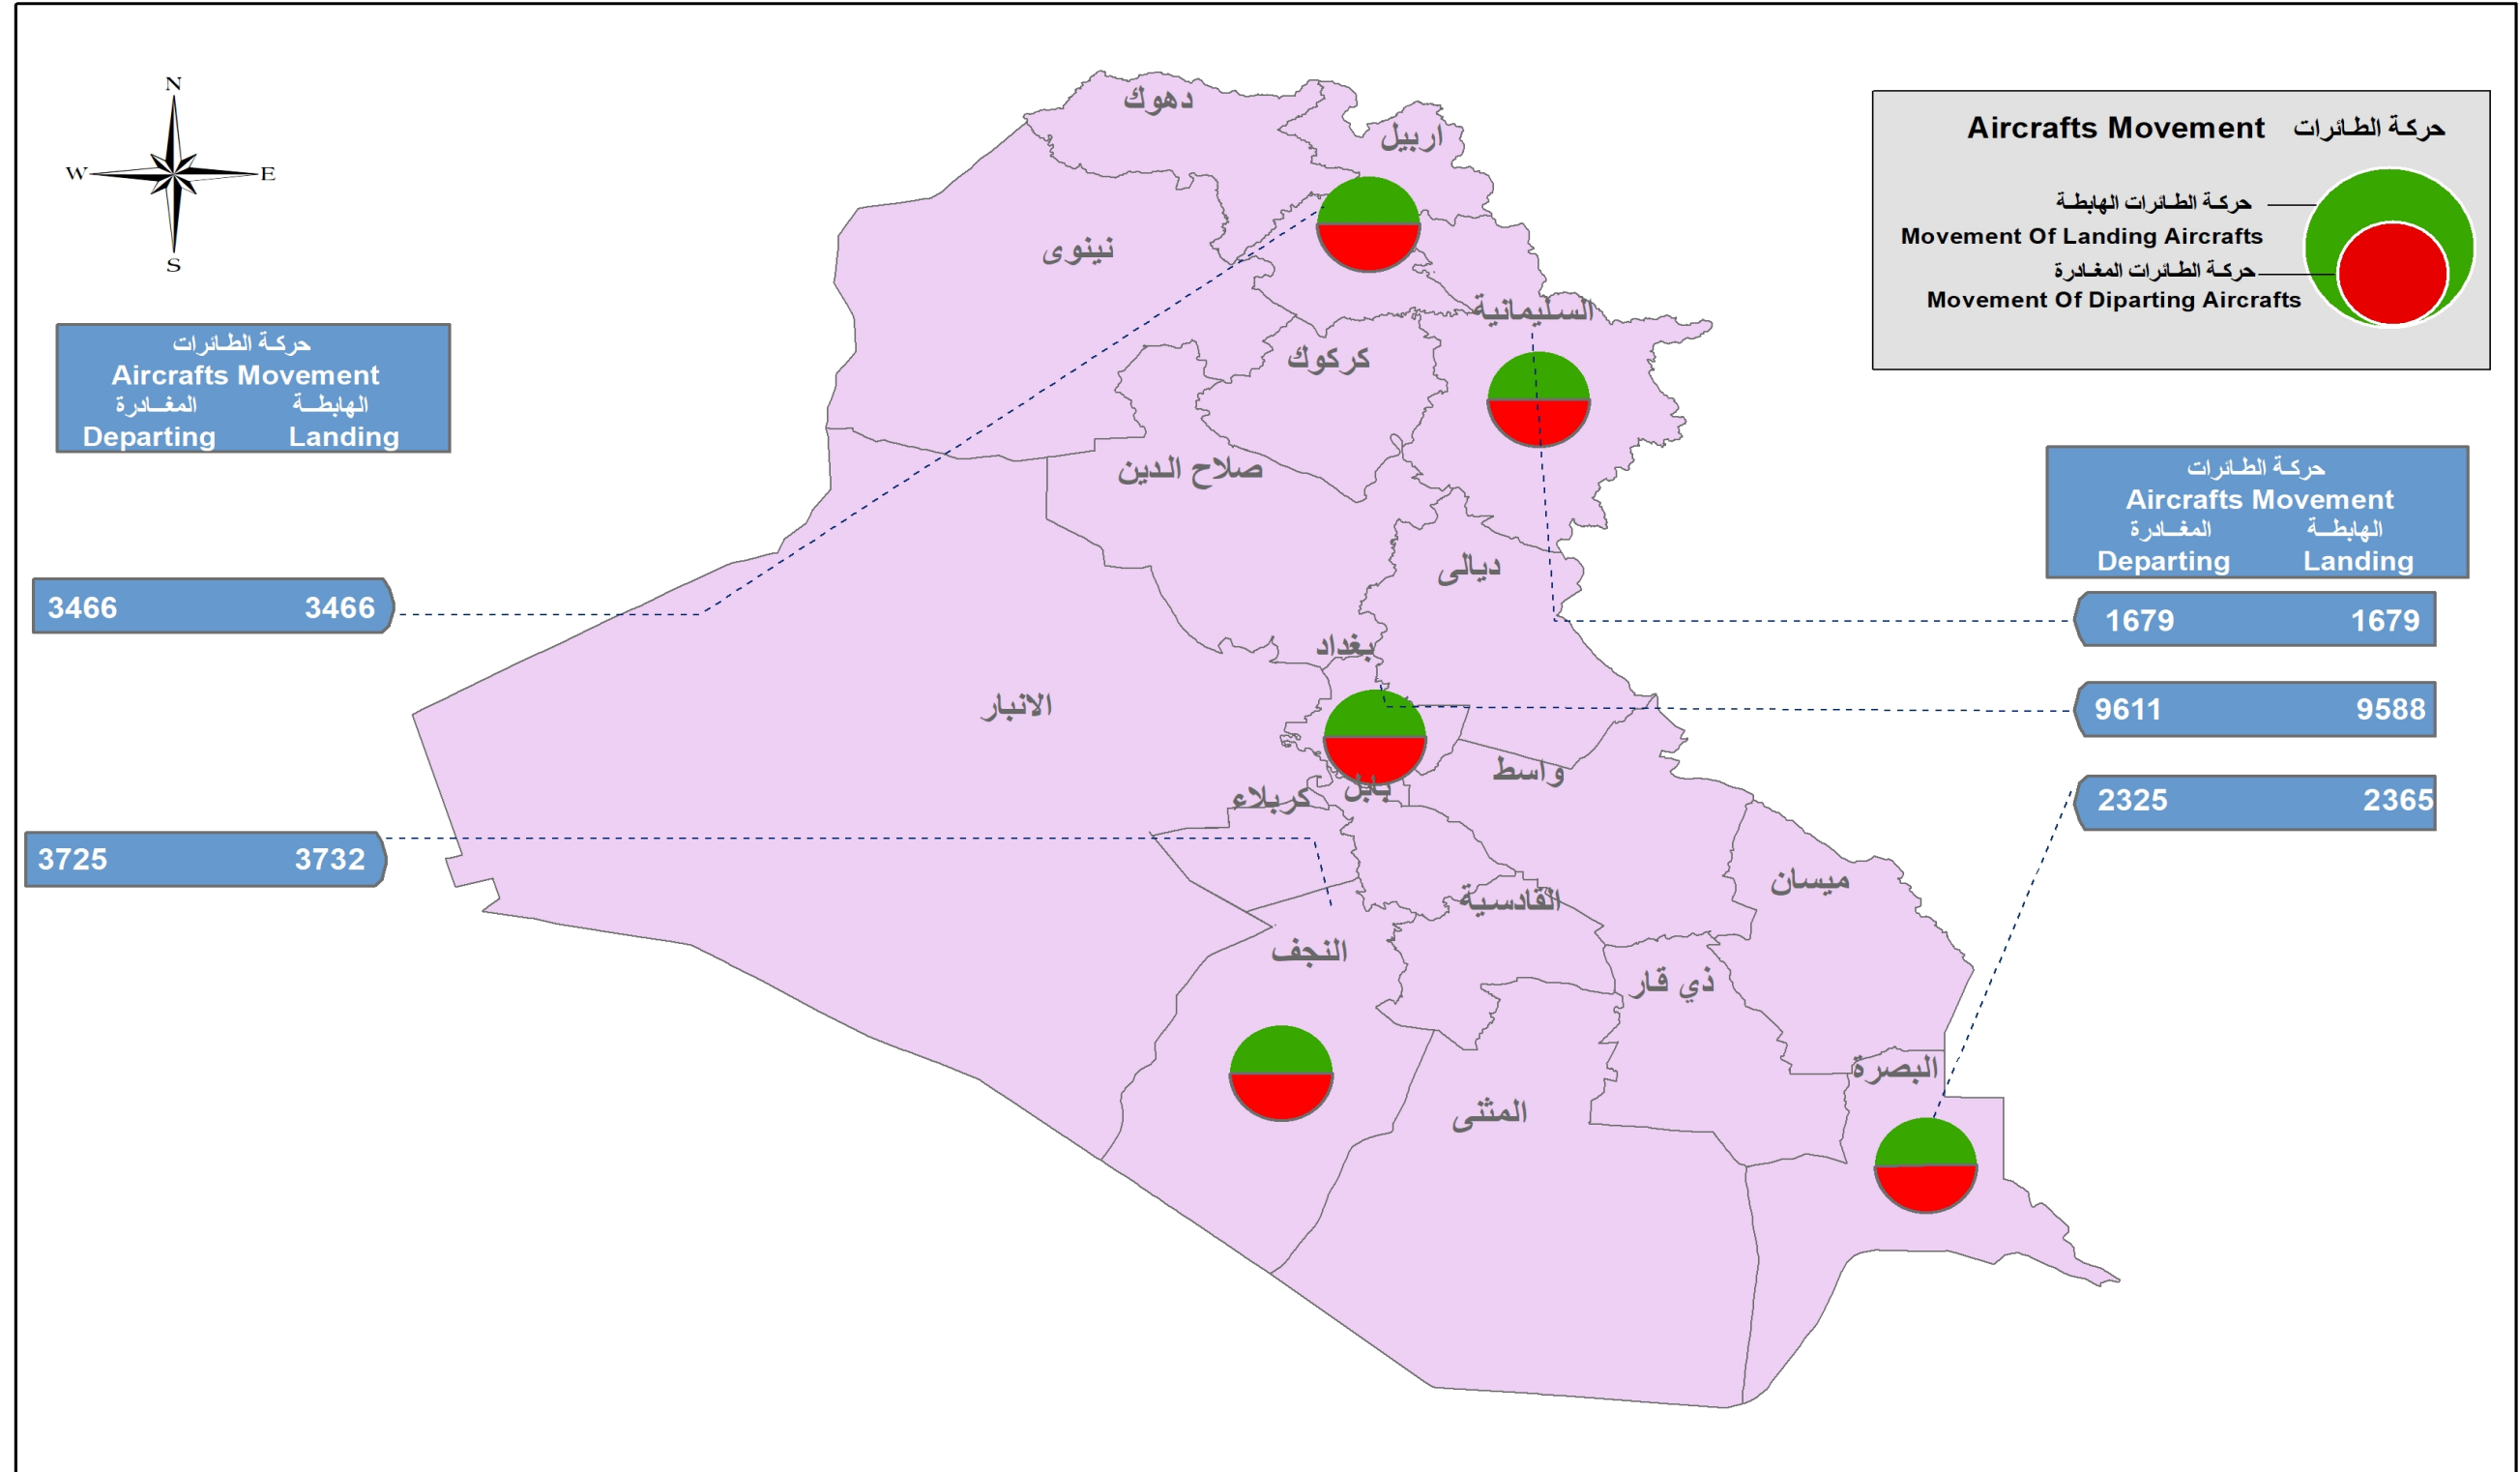 N
W E
S
Aircrafts Movement حركة الطائرات
حركة الطائرات الهابطة
Movement Of Landing Aircrafts
حركة الطائرات المغادرة
Movement Of Diparting Aircrafts
حركة الطائرات
Aircrafts Movement
المغادرة الهابطة
Departing Landing
3466 3466
3725 3732
حركة الطائرات
Aircrafts Movement
المغادرة الهابطة
Departing Landing
1679 1679
9611 9588
2325 2365
دهوك
اربيل
نينوى
السليمانية
كركوك
صلاح الدين
ديالى
بغداد
الانبار
واسط
بابل
كربلاء
ميسان
القادسية
النجف
ذي قار
البصرة
المثنى